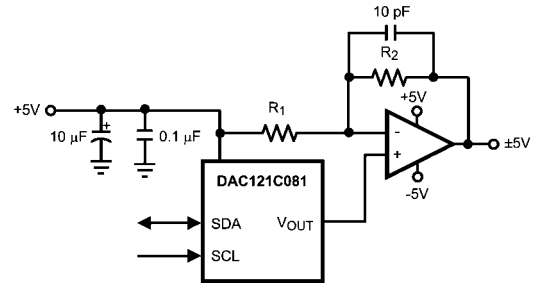 10 pF
R2
+5V
R1
+5V
10 µF
+
0.1 µF
-
+
±5V
-5V
DAC121C081
SDA
VOUT
SCL